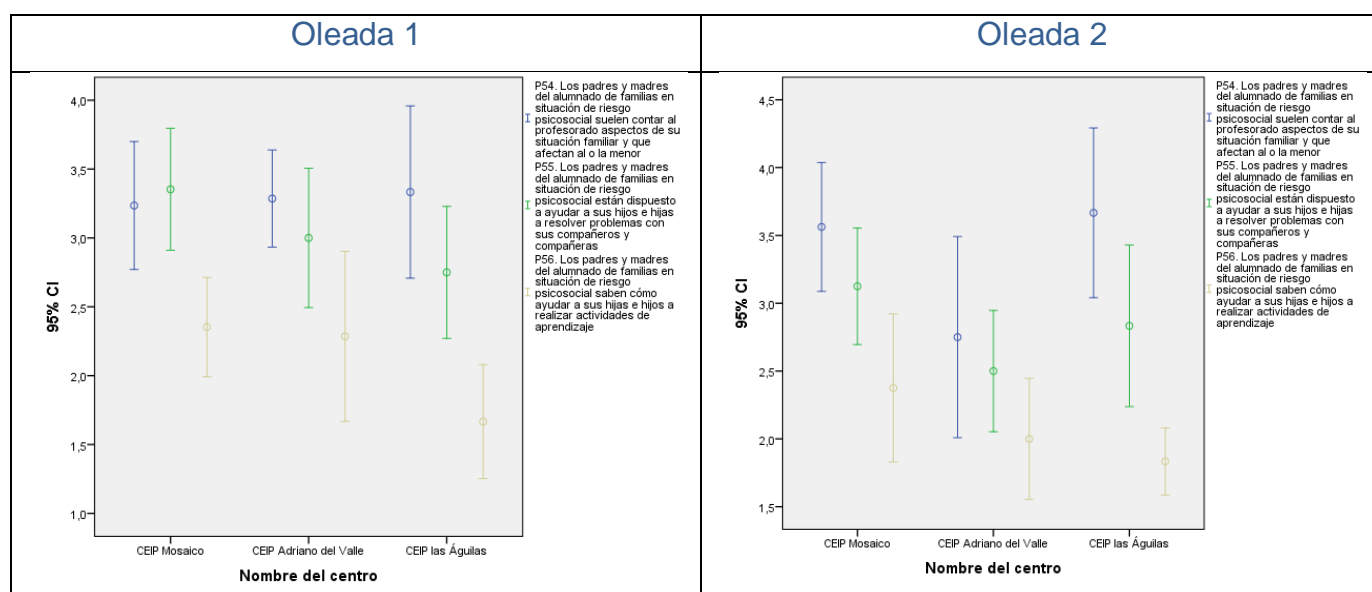 Oleada 1
4,0
3,5
3,0
2,5
2,0
1,5
1,0
95% CI
CEIP Mosaico
CEIP Adriano del Valle
CEIP las Águilas
Nombre del centro
P54. Los padres y madres
del alumnado de familias en
situación de riesgo
psicosocial suelen contar al
profesorado aspectos de su
situación familiar y que
afectan al o la menor
P55. Los padres y madres
del alumnado de familias en
situación de riesgo
psicosocial están dispuesto
a ayudar a sus hijos e hijas
a resolver problemas con
sus compañeros y
compañeras
P56. Los padres y madres
del alumnado de familias en
situación de riesgo
psicosocial saben cómo
ayudar a sus hijas e hijos a
realizar actividades de
aprendizaje
Oleada 2
4,5
4,0
3,5
3,0
2,5
2,0
1,5
95% CI
CEIP Mosaico
CEIP Adriano del Valle
CEIP las Águilas
Nombre del centro
P54. Los padres y madres
del alumnado de familias en
situación de riesgo
psicosocial suelen contar al
profesorado aspectos de su
situación familiar y que
afectan al o la menor
P55. Los padres y madres
del alumnado de familias en
situación de riesgo
psicosocial están dispuesto
a ayudar a sus hijos e hijas
a resolver problemas con
sus compañeros y
compañeras
P56. Los padres y madres
del alumnado de familias en
situación de riesgo
psicosocial saben cómo
ayudar a sus hijas e hijos a
realizar actividades de
aprendizaje